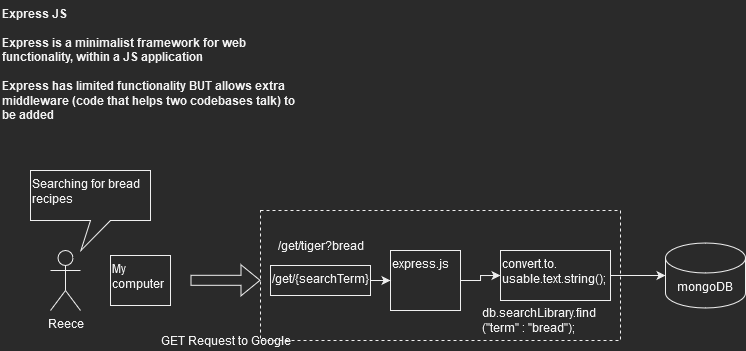 Express JS
Express is a minimalist framework for web
functionality, within a JS application
Express has limited functionality BUT allows extra
middleware (code that helps two codebases talk) to
be added
Searching for bread
recipes
/get/tiger?bread
My
computer
/get/{searchTerm}
express.js
convert.to.
usable.text.string();
mongoDB
Reece
db.searchLibrary.find
("term" : "bread");
GET Request to Google